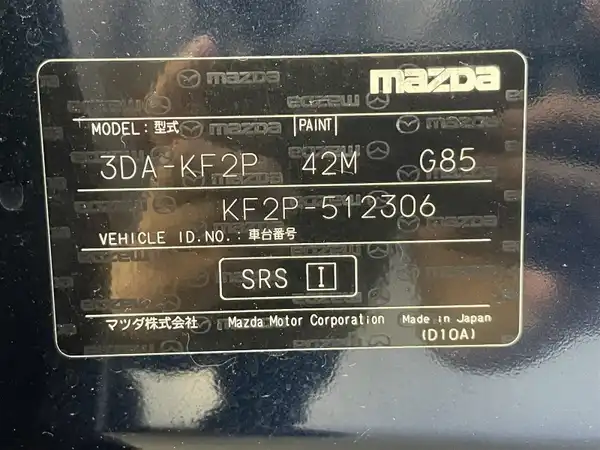 mazda
MODEL: 型式 PAINT
3DA-KF2P 42M G85
KF2P-512306
VEHICLE ID.NO.: 車台番号
SRS I
マツダ株式会社 Mazda Motor Corporation Made in Japan
(D10A)